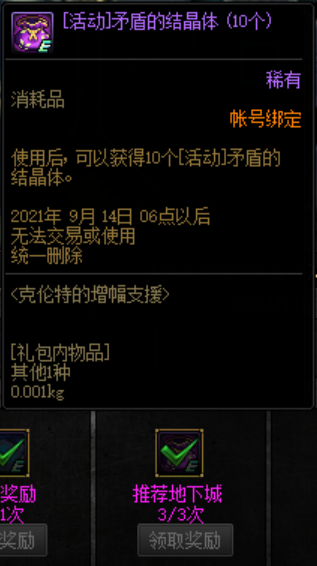 [活动]矛盾的结晶体 (10个)
E
稀有
消耗品
帐号绑定
使用后, 可以获得10个[活动]矛盾的
结晶体。
2021年 9月 14日 06点以后
无法交易或使用
统一删除
<克伦特的增幅支援>
[礼包内物品]
其他1种
0.001kg
E
E
奖励
推荐地下城
1次
3/3次
奖励
领取奖励